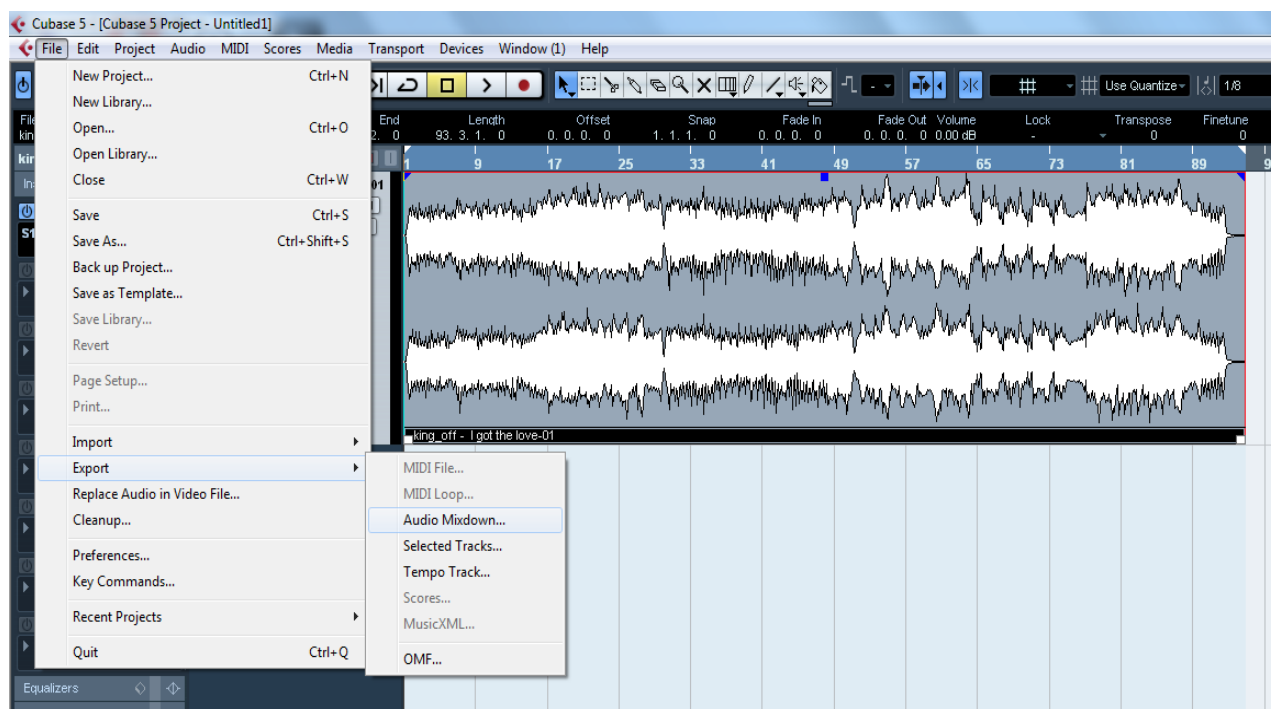 Cubase 5 - [Cubase 5 Project - Untitled1]
File Edit Project Audio MIDI Scores Media Transport Devices Window (1) Help
New Project... Ctrl+N
New Library...
Open... Ctrl+O
Open Library...
Close Ctrl+W
Save Ctrl+S
Save As... Ctrl+Shift+S
Back up Project...
Save as Template...
Save Library...
Revert
Page Setup...
Print...
Import
Export
Replace Audio in Video File...
Cleanup...
Preferences...
Key Commands...
Recent Projects
Quit Ctrl+Q
MIDI File...
MIDI Loop...
Audio Mixdown...
Selected Tracks...
Tempo Track...
Scores...
MusicXML...
OMF...
Use Quantize 1/8
End Length Offset Snap Fade In Fade Out Volume Lock Transpose Finetune
0 93. 3. 1. 0 0. 0. 0. 0 1. 1. 1. 0 0. 0. 0. 0 0. 0. 0. 0 0.00 dB - 0 0
1 9 17 25 33 41 49 57 65 73 81 89
01
S1
king_off - I got the love-01
Equalizers